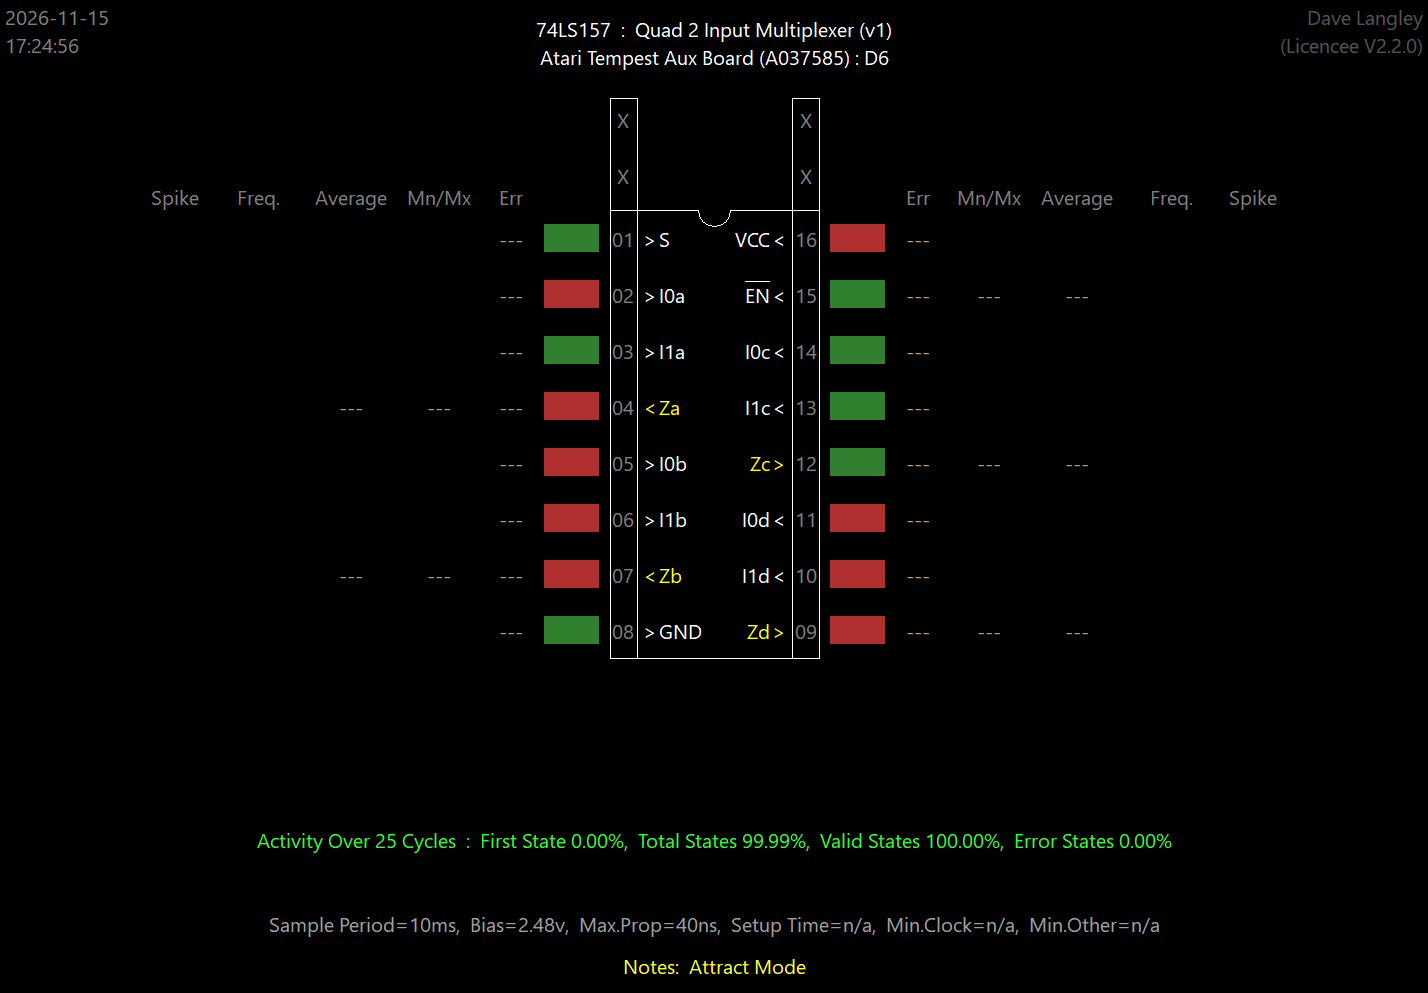 2026-11-15
17:24:56
74LS157 : Quad 2 Input Multiplexer (v1)
Atari Tempest Aux Board (A037585) : D6
Dave Langley
(Licencee V2.2.0)
X X
X X
Spike Freq. Average Mn/Mx Err Err Mn/Mx Average Freq. Spike
--- 01 >S VCC< 16 ---
--- 02 >I0a EN< 15 --- --- ---
--- 03 >I1a I0c< 14 ---
--- --- --- 04 <Za I1c< 13 ---
--- 05 >I0b Zc> 12 --- --- ---
--- 06 >I1b I0d< 11 ---
--- --- --- 07 <Zb I1d< 10 ---
--- 08 >GND Zd> 09 --- --- ---
Activity Over 25 Cycles : First State 0.00%, Total States 99.99%, Valid States 100.00%, Error States 0.00%
Sample Period=10ms, Bias=2.48v, Max.Prop=40ns, Setup Time=n/a, Min.Clock=n/a, Min.Other=n/a
Notes: Attract Mode